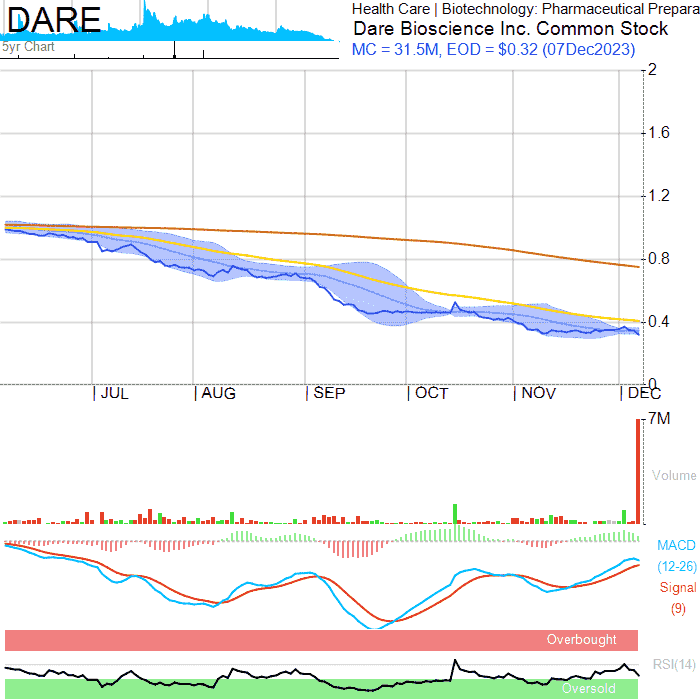 DARE
5yr Chart
Health Care | Biotechnology: Pharmaceutical Prepara
Dare Bioscience Inc. Common Stock
MC = 31.5M, EOD = $0.32 (07Dec2023)
2
1.6
1.2
0.8
0.4
0
JUL AUG SEP OCT NOV DEC
7M
Volume
MACD
(12-26)
Signal
(9)
Overbought
RSI(14)
Oversold